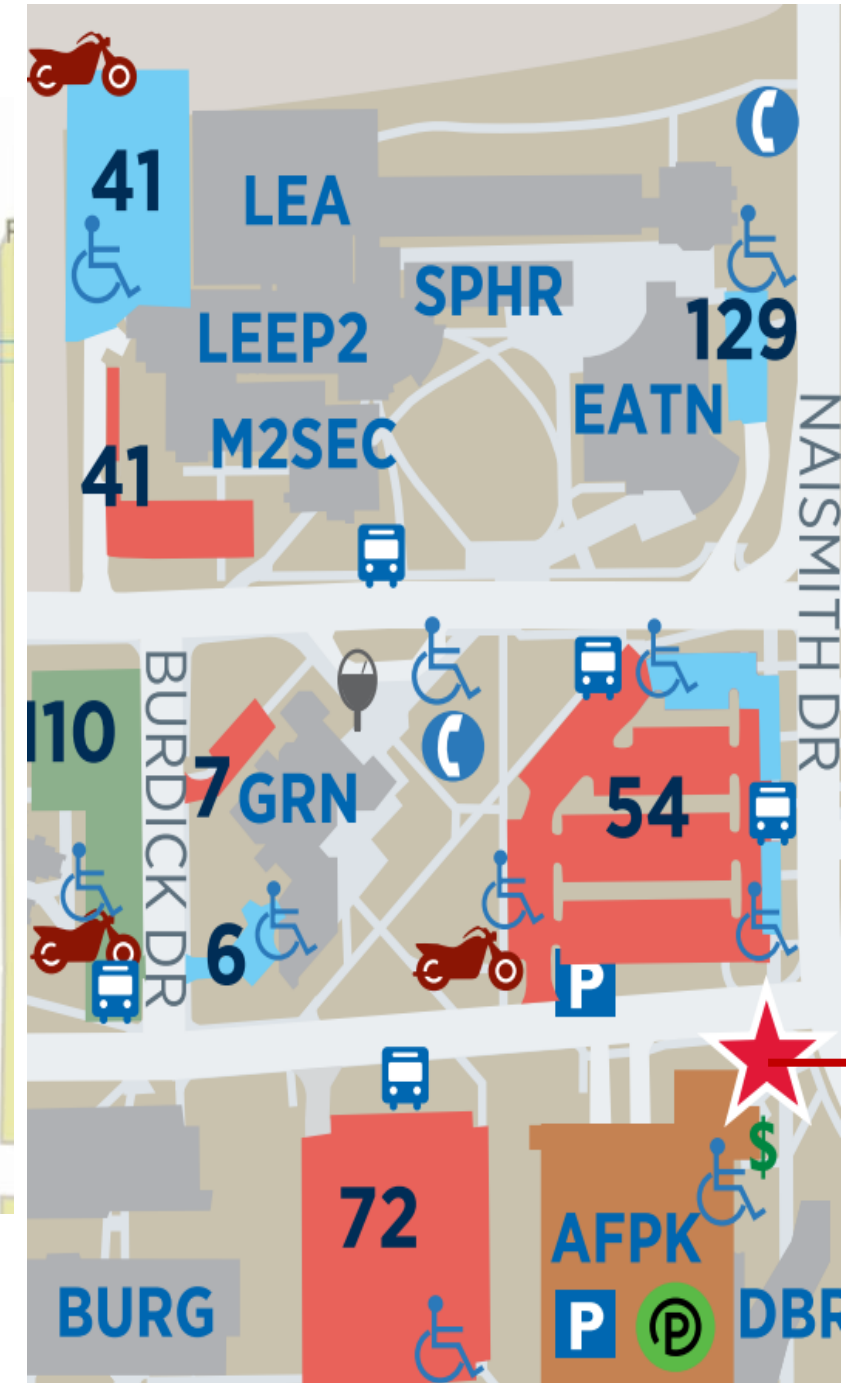 41
LEA
SPHR
LEEP2
129
EATN
M2SEC
41
NAISMITH DR
BURDICK DR
110
7
GRN
54
6
P
$
72
AFPK
BURG
P
P
DBR